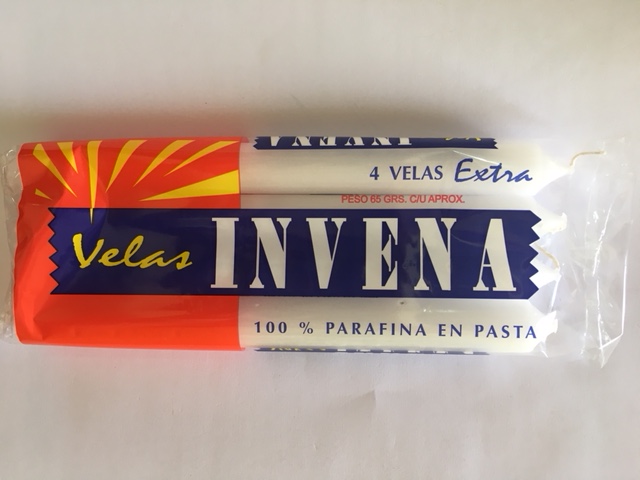 4 VELAS Extra
PESO 65 GRS. C/U APROX.
Velas INVENA
100 % PARAFINA EN PASTA